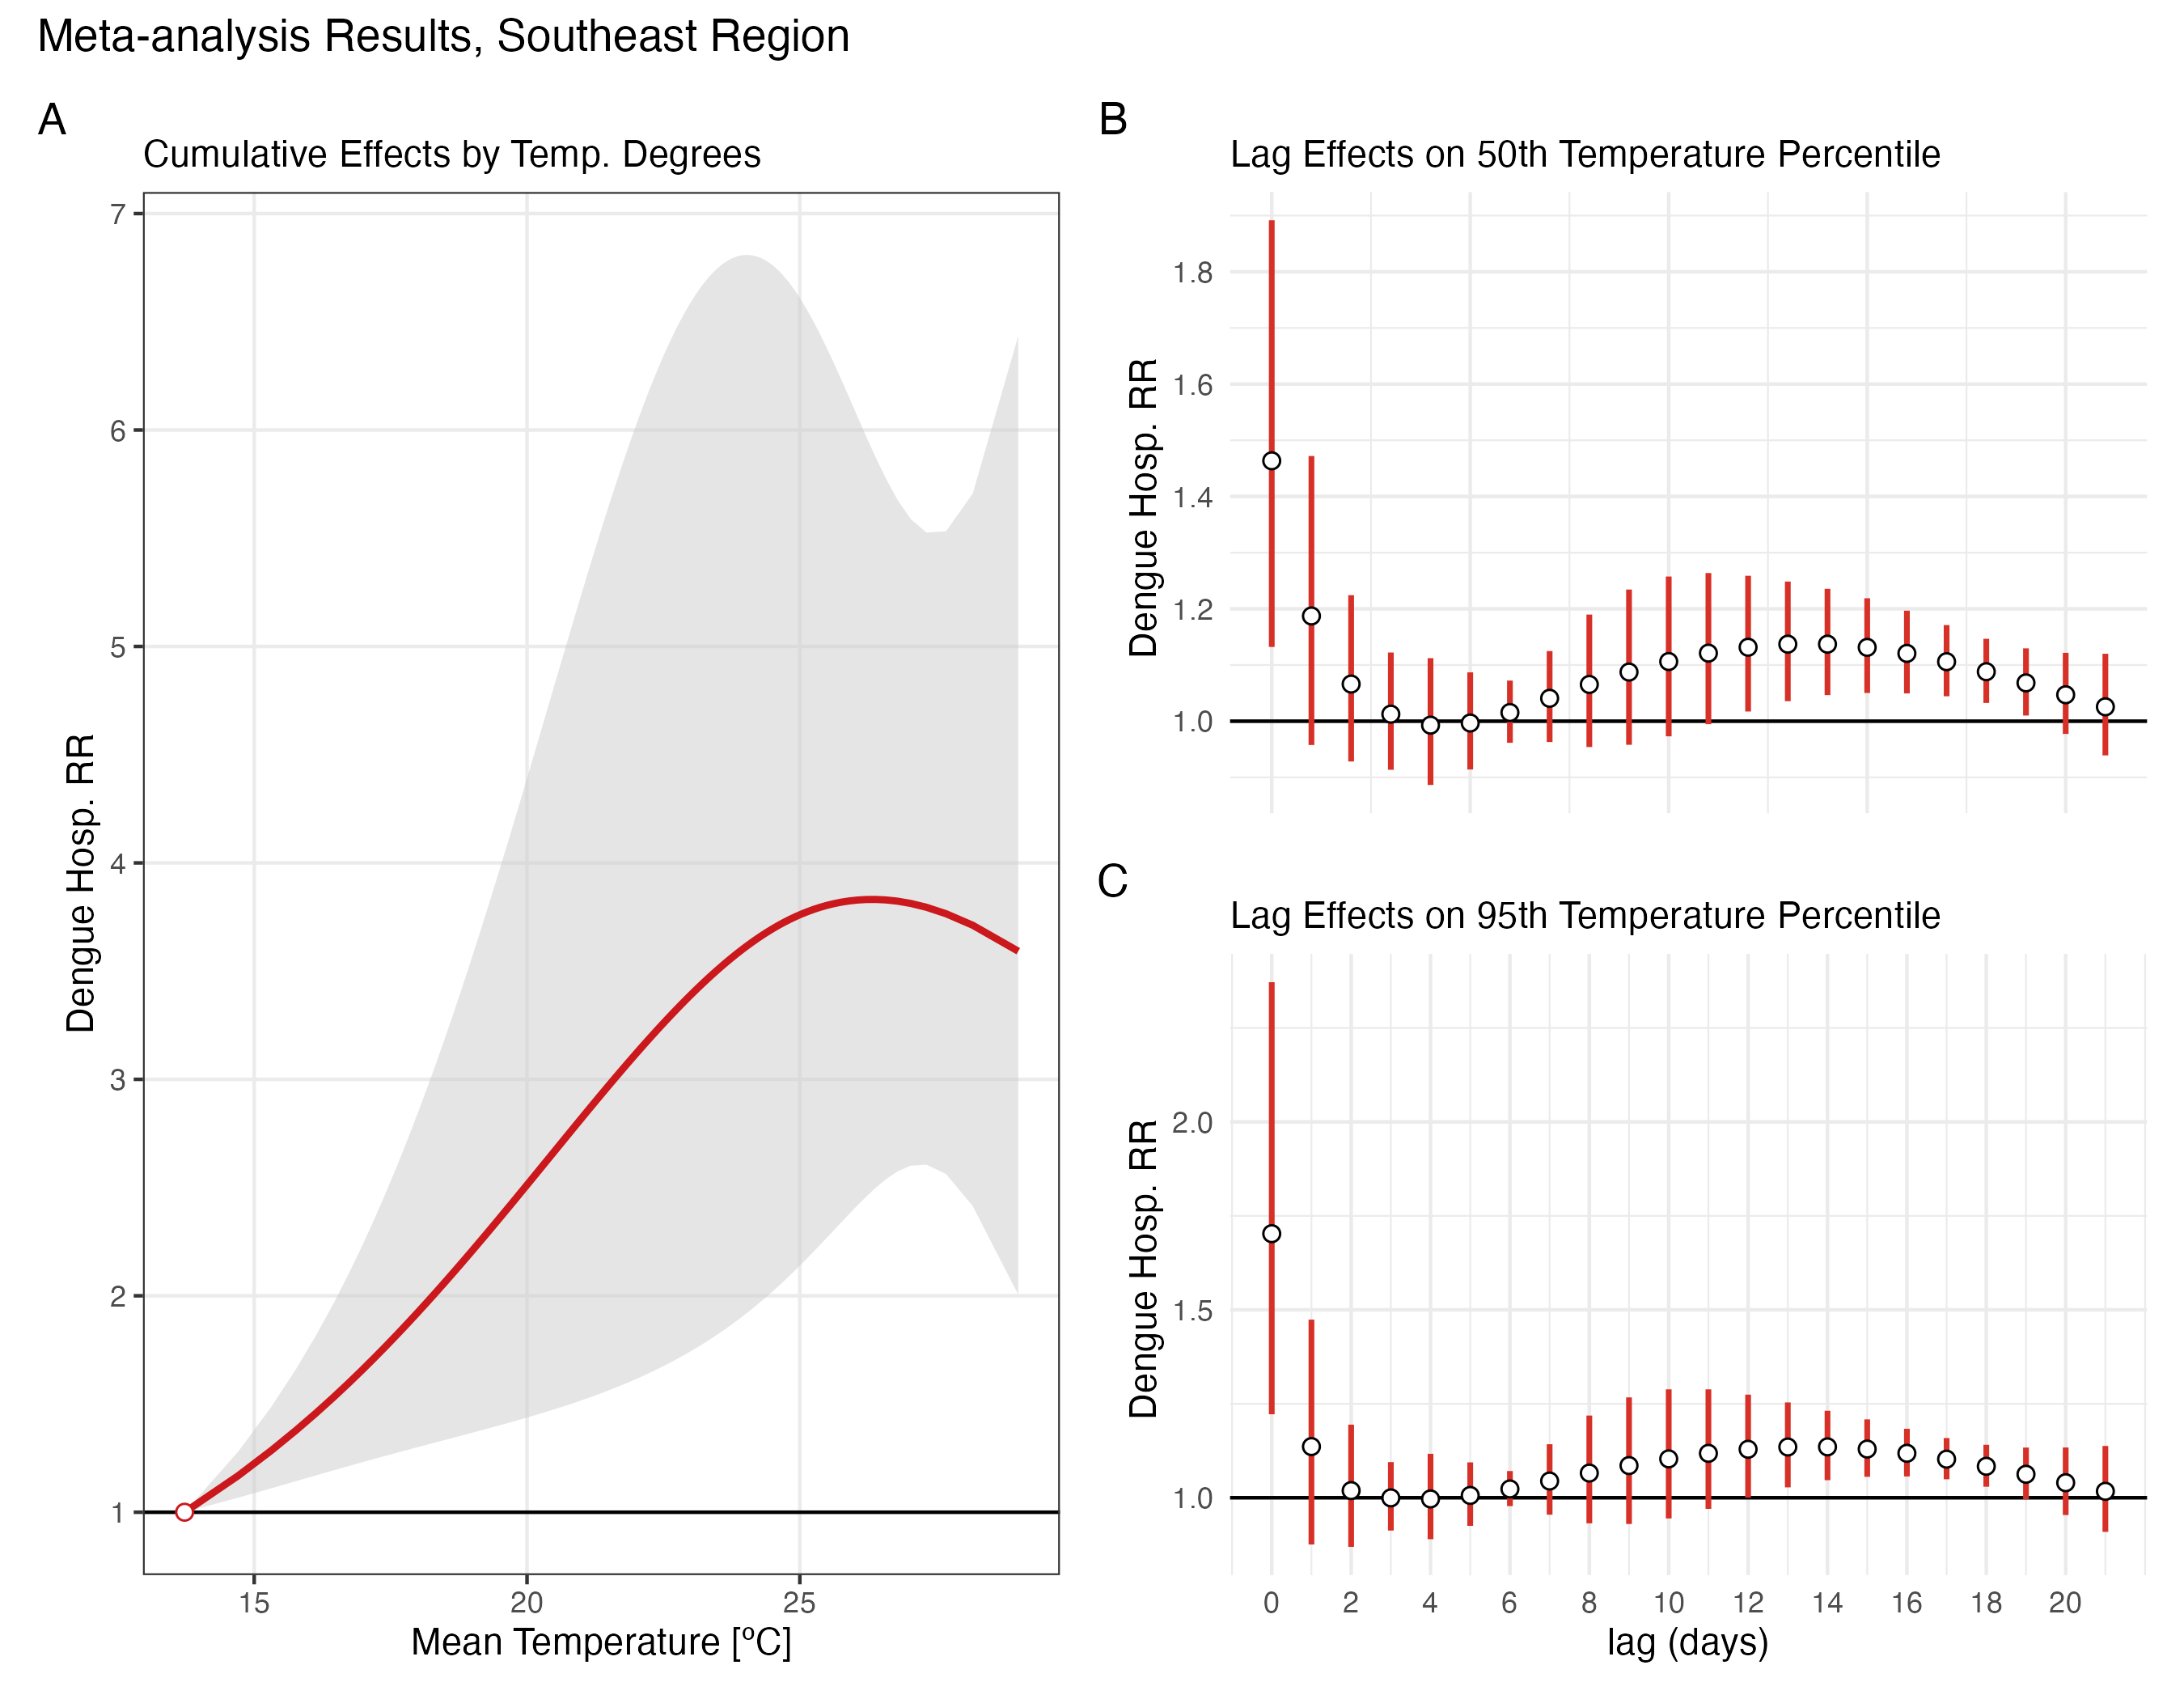 Meta-analysis Results, Southeast Region
A
Cumulative Effects by Temp. Degrees
7
6
5
4
3
2
1
Dengue Hosp. RR
15 20 25
Mean Temperature [ºC]
B
Lag Effects on 50th Temperature Percentile
1.8
1.6
1.4
1.2
1.0
Dengue Hosp. RR
C
Lag Effects on 95th Temperature Percentile
2.0
1.5
1.0
Dengue Hosp. RR
0 2 4 6 8 10 12 14 16 18 20
lag (days)